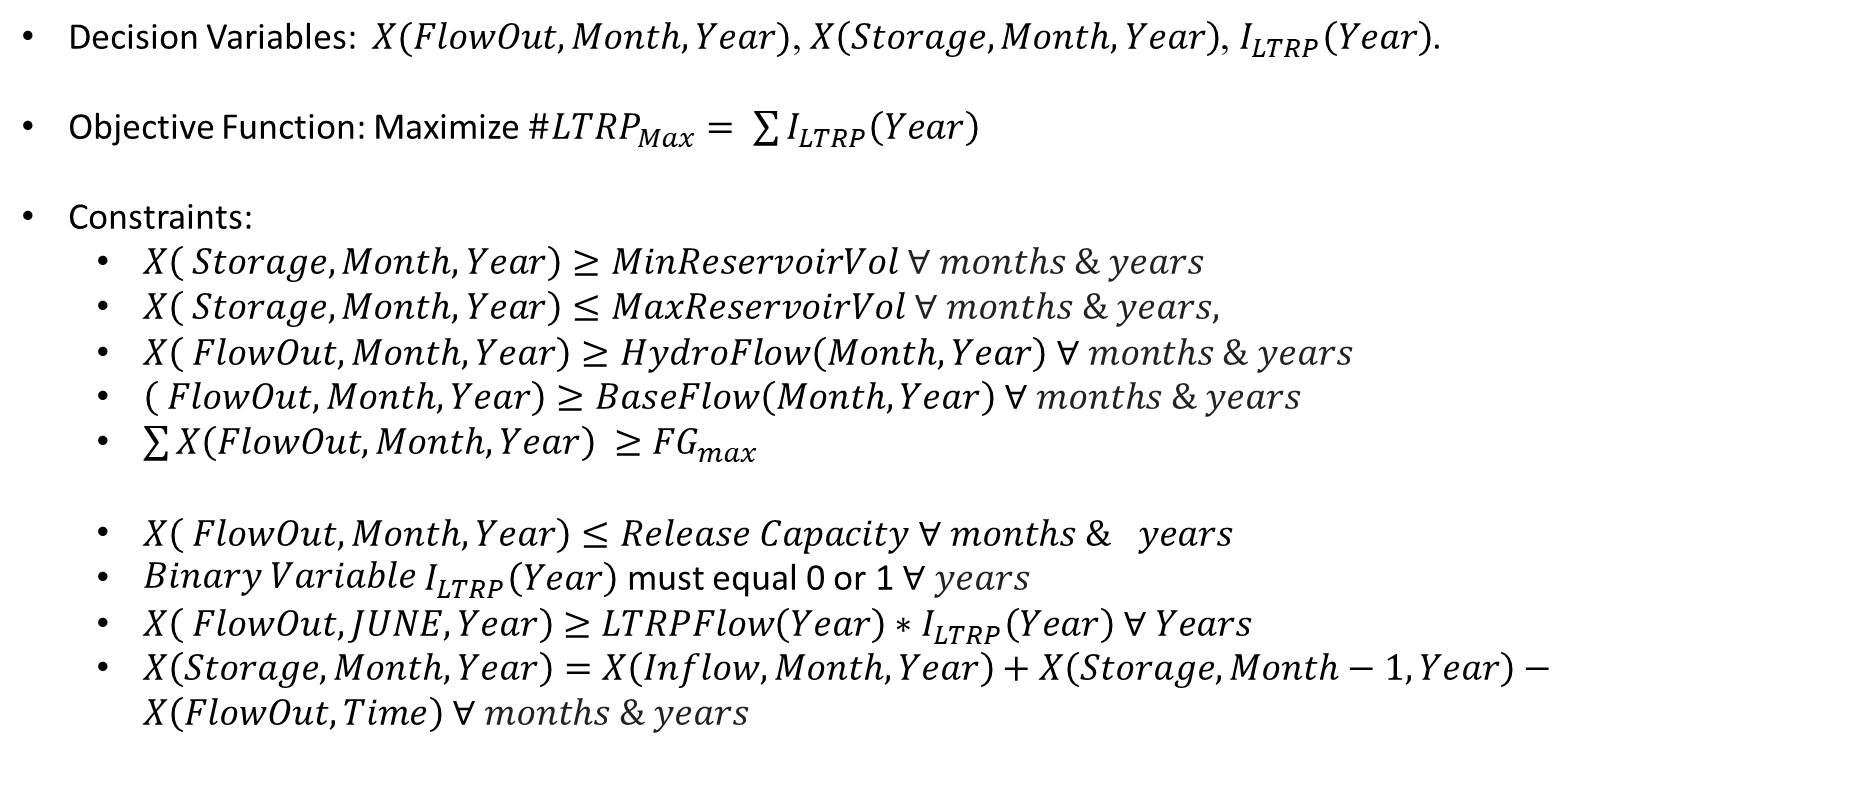 • Decision Variables: X(FlowOut, Month, Year), X(Storage, Month, Year), I_LTRP(Year).
• Objective Function: Maximize #LTRP_Max = ∑ I_LTRP(Year)
• Constraints:
• X( Storage, Month, Year) ≥ MinReservoirVol ∀ months & years
• X( Storage, Month, Year) ≤ MaxReservoirVol ∀ months & years,
• X( FlowOut, Month, Year) ≥ HydroFlow(Month, Year) ∀ months & years
• ( FlowOut, Month, Year) ≥ BaseFlow(Month, Year) ∀ months & years
• ∑ X(FlowOut, Month, Year) ≥ FG_max
• X( FlowOut, Month, Year) ≤ Release Capacity ∀ months & years
• Binary Variable I_LTRP(Year) must equal 0 or 1 ∀ years
• X( FlowOut, JUNE, Year) ≥ LTRPFlow(Year) * I_LTRP(Year) ∀ Years
• X(Storage, Month, Year) = X(Inflow, Month, Year) + X(Storage, Month − 1, Year) −
X(FlowOut, Time) ∀ months & years